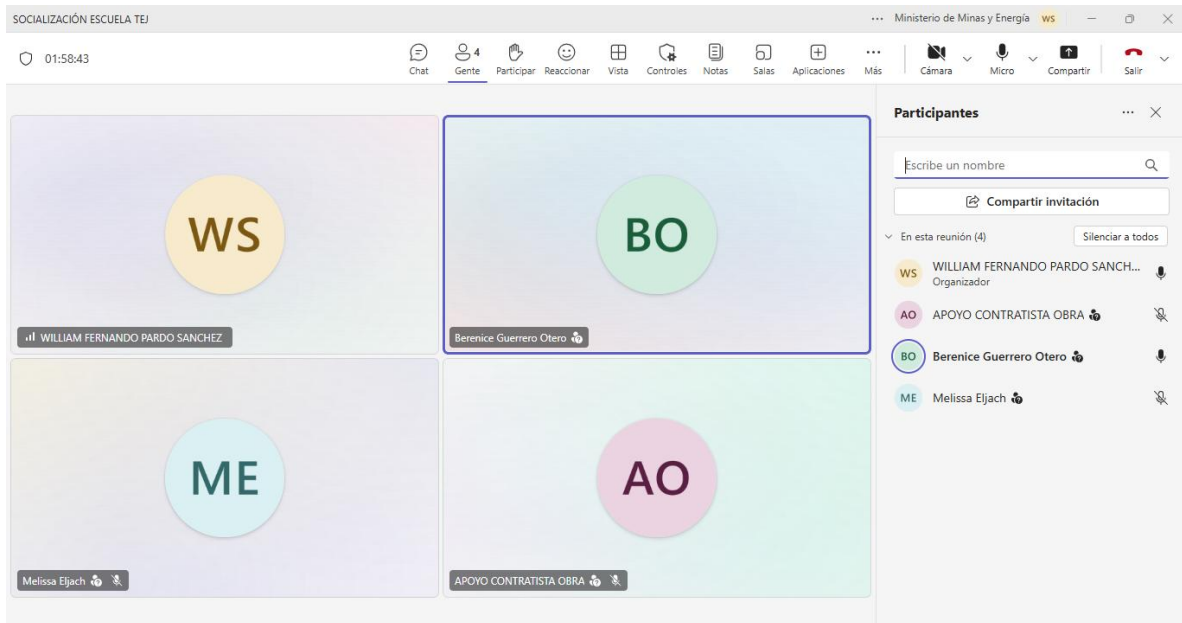 SOCIALIZACIÓN ESCUELA TEJ
Ministerio de Minas y Energía WS
01:58:43
Chat
4
Gente
Participar
Reaccionar
Vista
Controles
Notas
Salas
Aplicaciones
Más
Cámara
Micro
Compartir
Salir
WS
WILLIAM FERNANDO PARDO SANCHEZ
BO
Berenice Guerrero Otero
ME
Melissa Eljach
AO
APOYO CONTRATISTA OBRA
Participantes
Escribe un nombre
Compartir invitación
En esta reunión (4)
Silenciar a todos
WS
WILLIAM FERNANDO PARDO SANCH...
Organizador
AO
APOYO CONTRATISTA OBRA
BO
Berenice Guerrero Otero
ME
Melissa Eljach